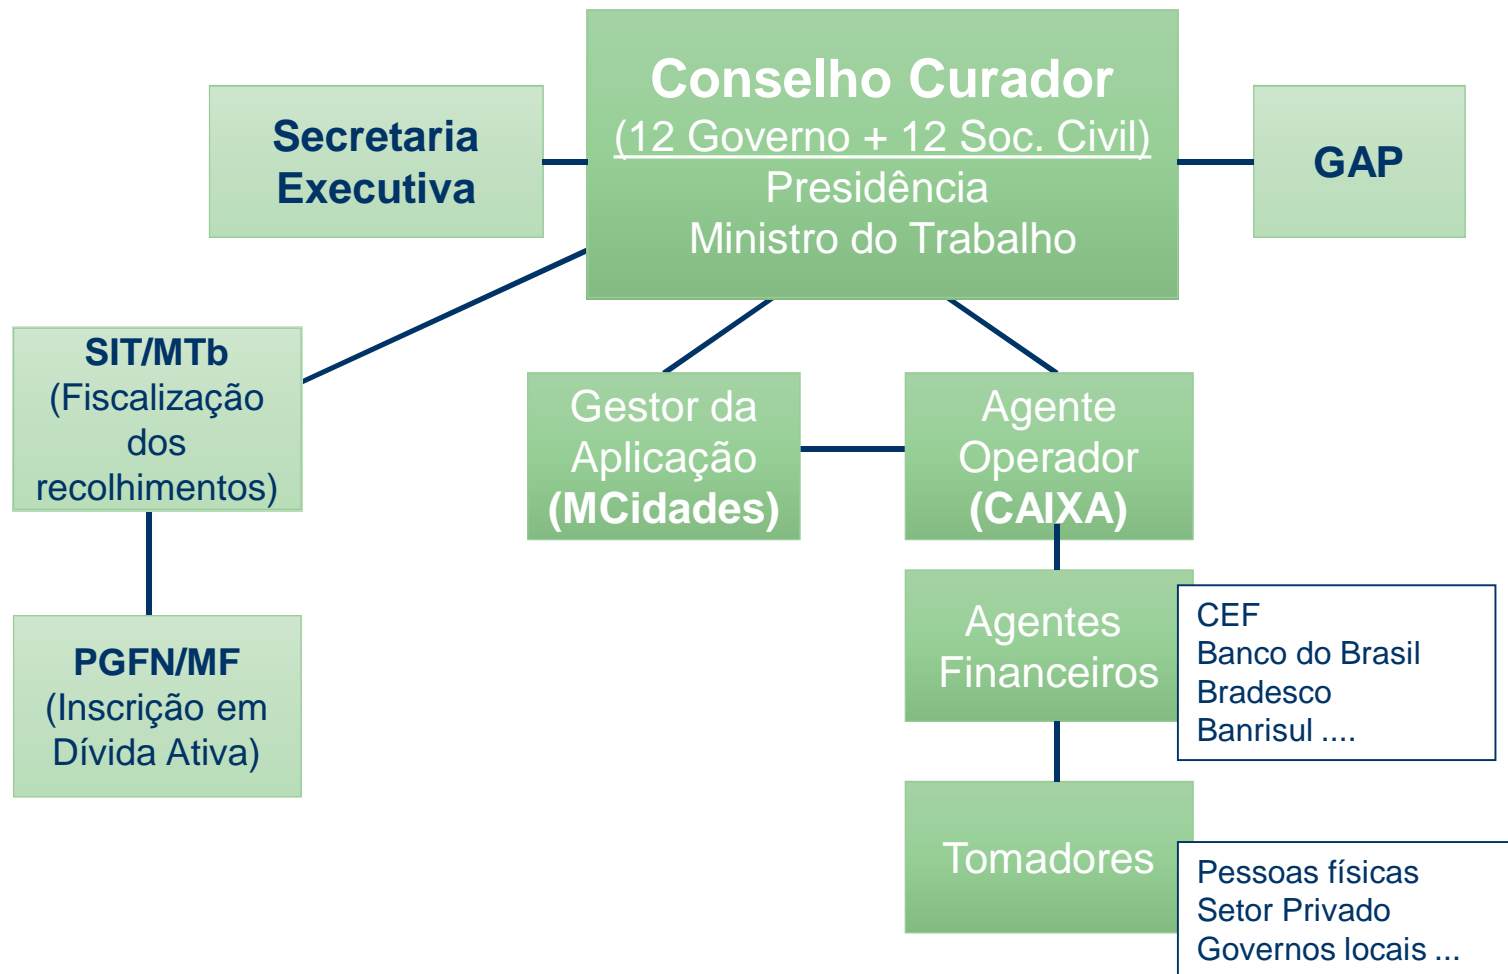 Conselho Curador
(12 Governo + 12 Soc. Civil)
Presidência
Ministro do Trabalho
Secretaria
Executiva
GAP
SIT/MTb
(Fiscalização
dos
recolhimentos)
Gestor da
Aplicação
(MCidades)
Agente
Operador
(CAIXA)
PGFN/MF
(Inscrição em
Dívida Ativa)
Agentes
Financeiros
CEF
Banco do Brasil
Bradesco
Banrisul ....
Tomadores
Pessoas físicas
Setor Privado
Governos locais ...